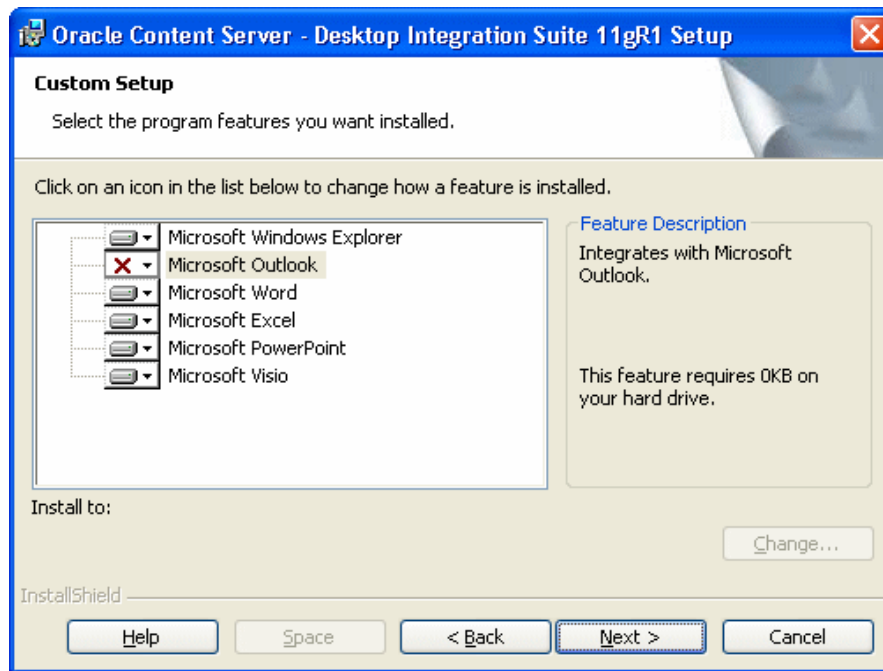 Oracle Content Server - Desktop Integration Suite 11gR1 Setup
Custom Setup
Select the program features you want installed.
Click on an icon in the list below to change how a feature is installed.
Microsoft Windows Explorer
Microsoft Outlook
Microsoft Word
Microsoft Excel
Microsoft PowerPoint
Microsoft Visio
Feature Description
Integrates with Microsoft
Outlook.
This feature requires 0KB on
your hard drive.
Install to:
Change...
InstallShield
Help
Space
< Back
Next >
Cancel